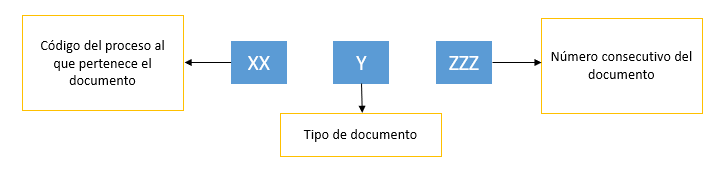 Código del proceso al
que pertenece el
documento
XX
Y
ZZZ
Número consecutivo del
documento
Tipo de documento